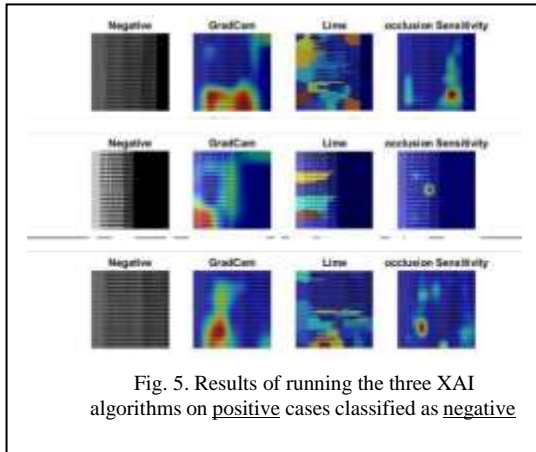 Negative GradCam Lime occlusion Sensitivity
Negative GradCam Lime occlusion Sensitivity
Negative GradCam Lime occlusion Sensitivity
Fig. 5. Results of running the three XAI
algorithms on positive cases classified as negative